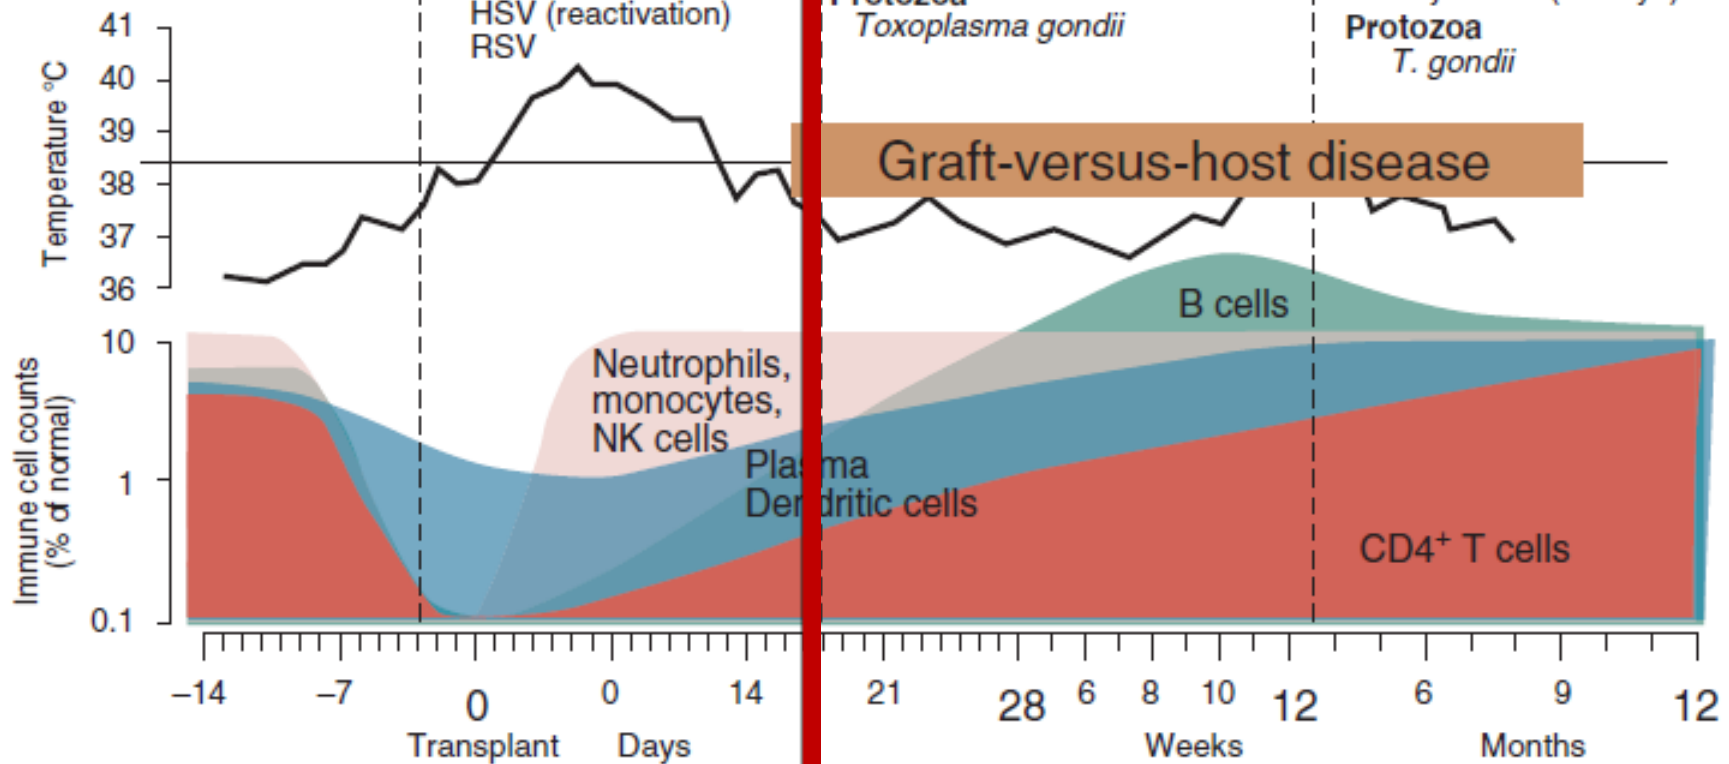 HSV (reactivation)
RSV
Protozoa
Toxoplasma gondii
Protozoa
T. gondii
Temperature °C
41
40
39
38
37
36
Graft-versus-host disease
B cells
Immune cell counts
(% of normal)
10
1
0.1
Neutrophils,
monocytes,
NK cells
Plasma
Dendritic cells
CD4⁺ T cells
–14 –7 0 0 14 21 28 6 8 10 12 6 9 12
Transplant Days Weeks Months